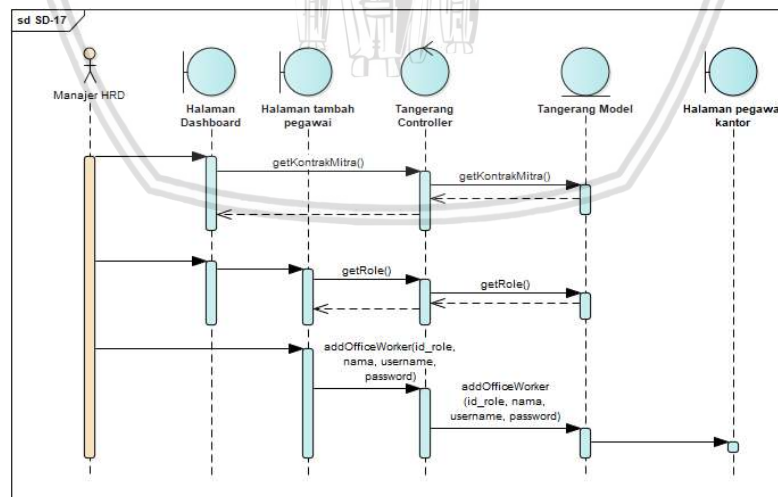 sd SD-17
Manajer HRD
Halaman
Dashboard
Halaman tambah
pegawai
Tangerang
Controller
Tangerang Model
Halaman pegawa
kantor
getKontrakMitra()
getKontrakMitra()
getRole()
getRole()
addOfficeWorker(id_role,
nama, username,
password)
addOfficeWorker
(id_role, nama,
username, password)